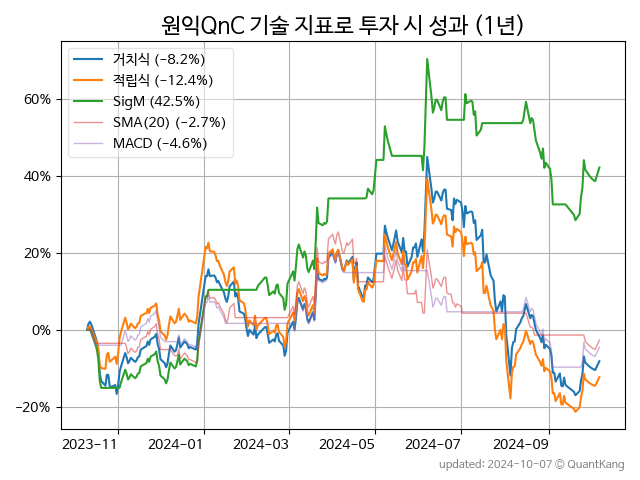 원익QnC 기술 지표로 투자 시 성과 (1년)
거치식 (−8.2%)
적립식 (−12.4%)
SigM (42.5%)
SMA(20) (−2.7%)
MACD (−4.6%)
60%
40%
20%
0%
−20%
2023-11 2024-01 2024-03 2024-05 2024-07 2024-09
updated: 2024-10-07 © QuantKang